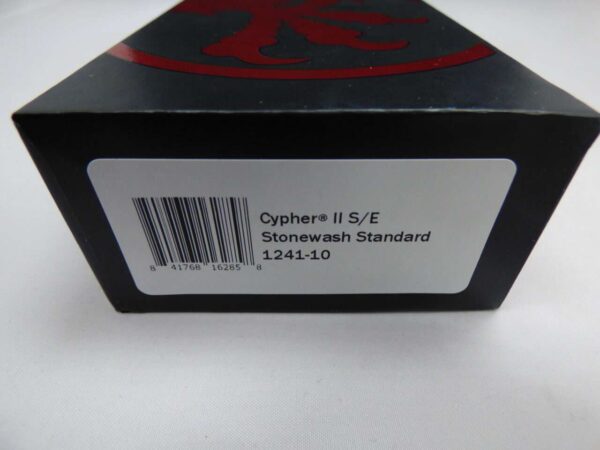 Cypher® II S/E
Stonewash Standard
1241-10
8 41768 16285 8